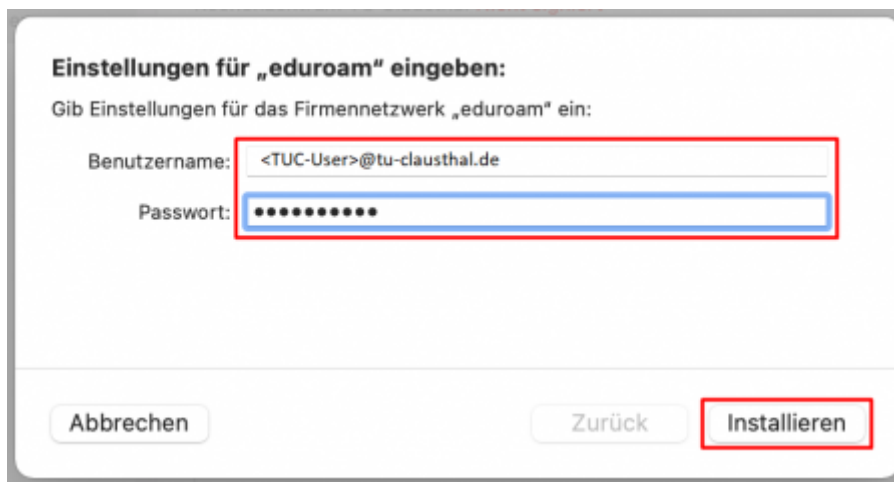 Einstellungen für „eduroam“ eingeben:
Gib Einstellungen für das Firmennetzwerk „eduroam“ ein:
Benutzername: <TUC-User>@tu-clausthal.de
Passwort: ●●●●●●●●●●
Abbrechen Zurück Installieren